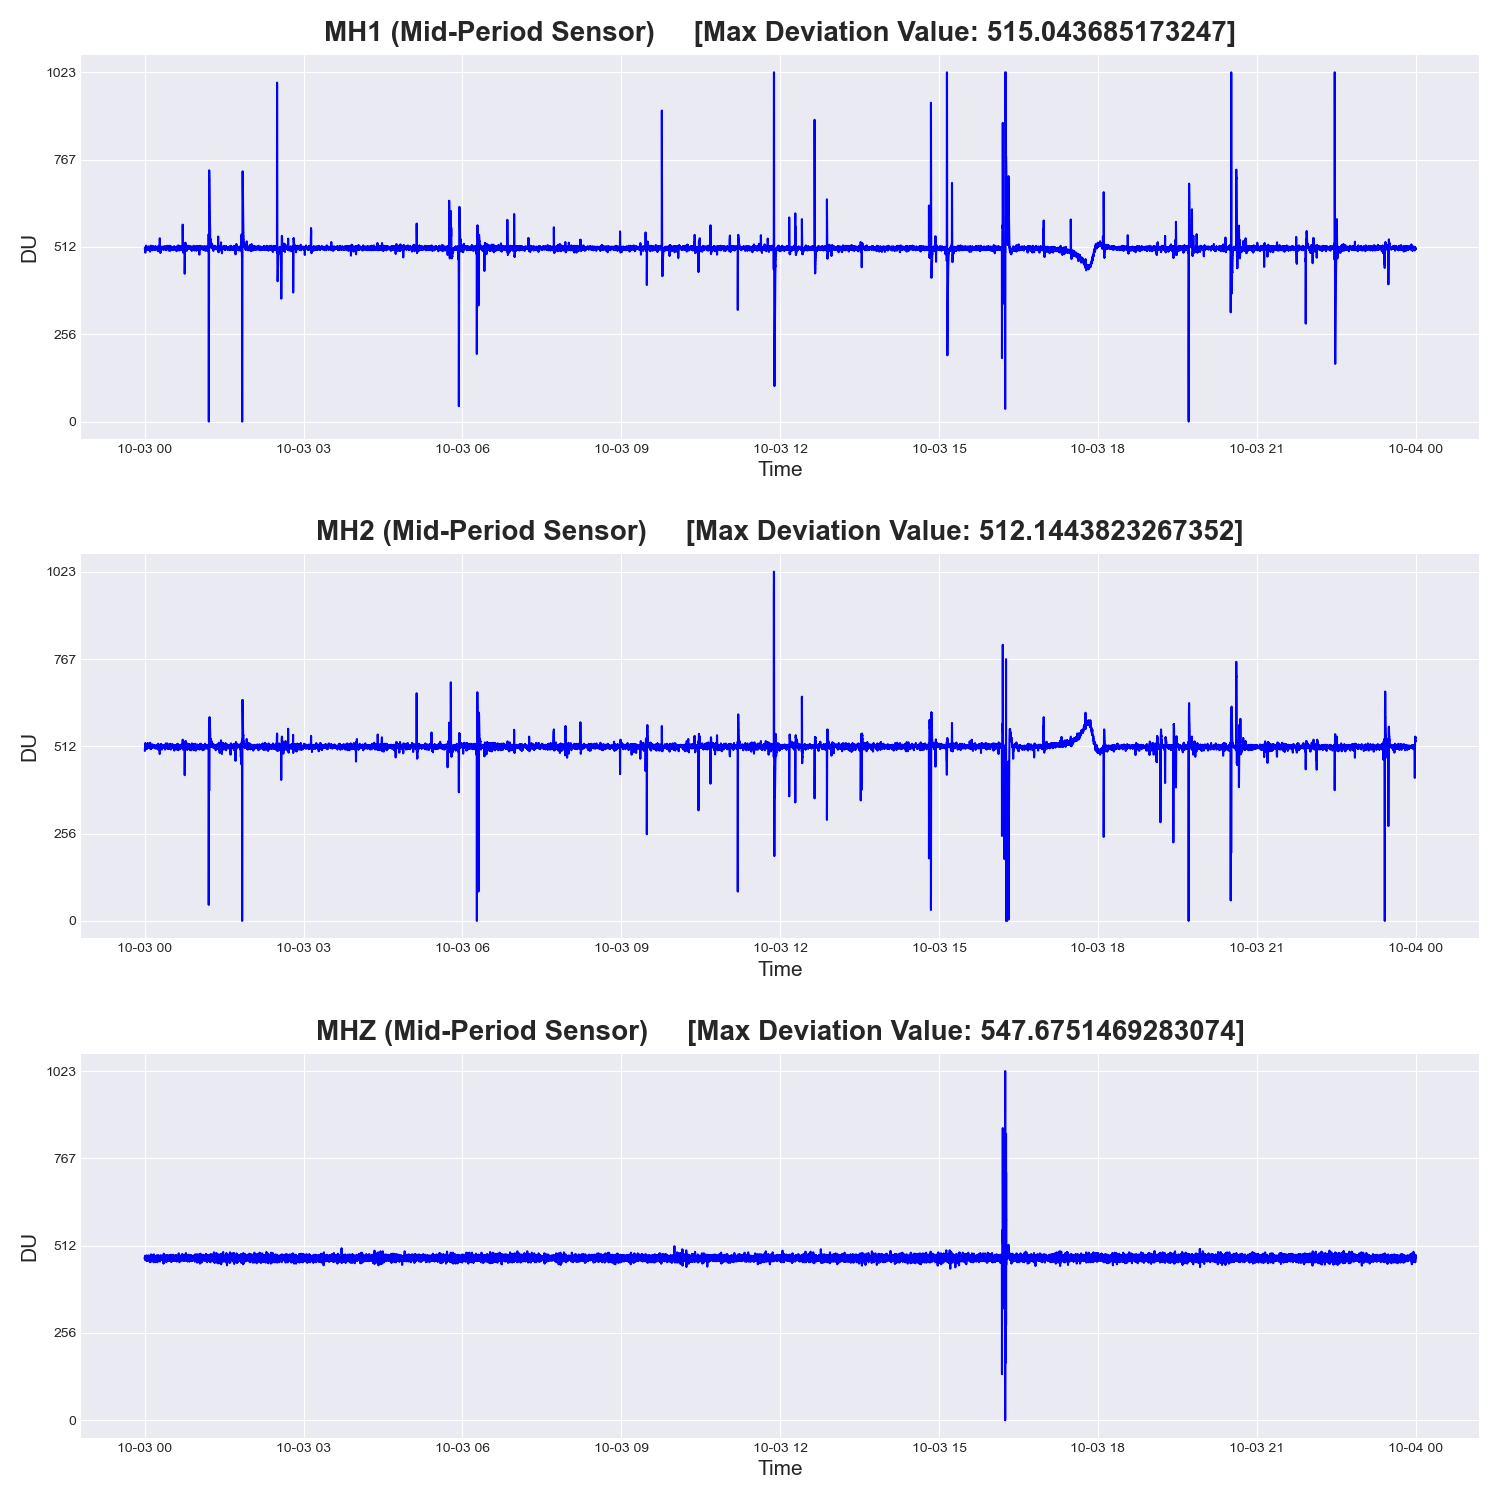 MH1 (Mid-Period Sensor) [Max Deviation Value: 515.043685173247]
1023
767
512
256
0
DU
10-03 00 10-03 03 10-03 06 10-03 09 10-03 12 10-03 15 10-03 18 10-03 21 10-04 00
Time
MH2 (Mid-Period Sensor) [Max Deviation Value: 512.1443823267352]
1023
767
512
256
0
DU
10-03 00 10-03 03 10-03 06 10-03 09 10-03 12 10-03 15 10-03 18 10-03 21 10-04 00
Time
MHZ (Mid-Period Sensor) [Max Deviation Value: 547.6751469283074]
1023
767
512
256
0
DU
10-03 00 10-03 03 10-03 06 10-03 09 10-03 12 10-03 15 10-03 18 10-03 21 10-04 00
Time